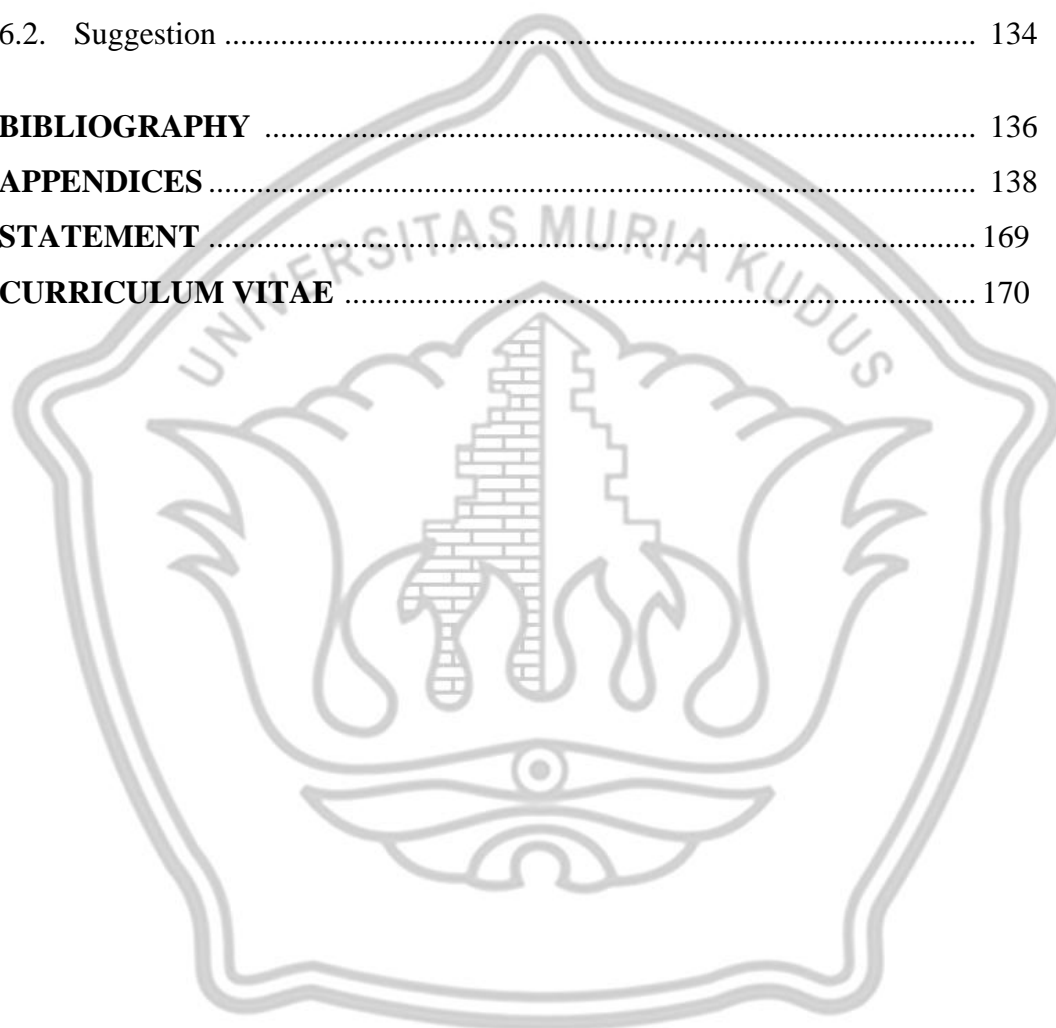 6.2. Suggestion .......................................................................................... 134
BIBLIOGRAPHY ..................................................................................... 136
APPENDICES ............................................................................................ 138
STATEMENT ............................................................................................ 169
CURRICULUM VITAE ............................................................................ 170
UNIVERSITAS MURIA KUDUS